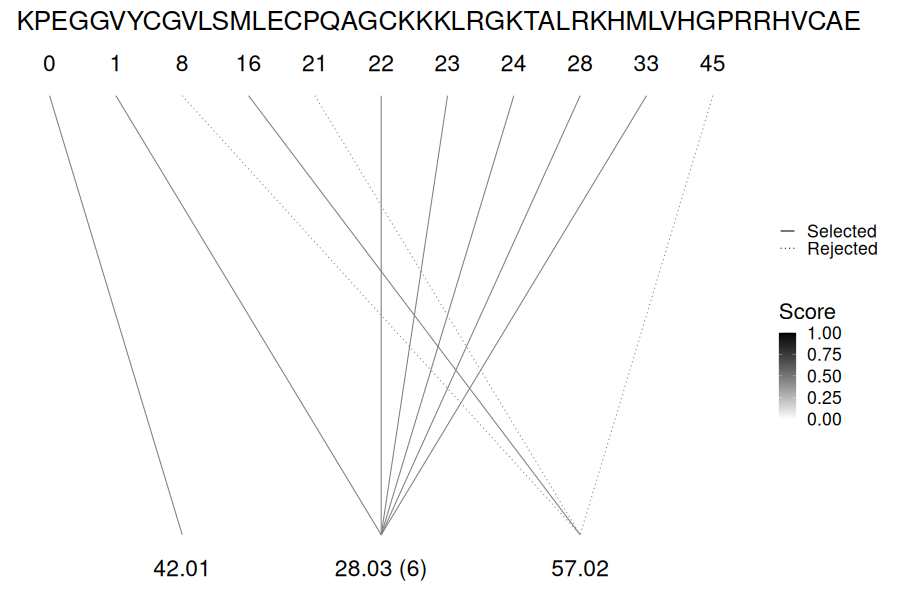 KPEGGVYCGVLSMLECPQAGCKKKLRGKTALRKHMLVHGPRRHVCAE
0 1 8 16 21 22 23 24 28 33 45
Selected
Rejected
Score
1.00
0.75
0.50
0.25
0.00
42.01 28.03 (6) 57.02